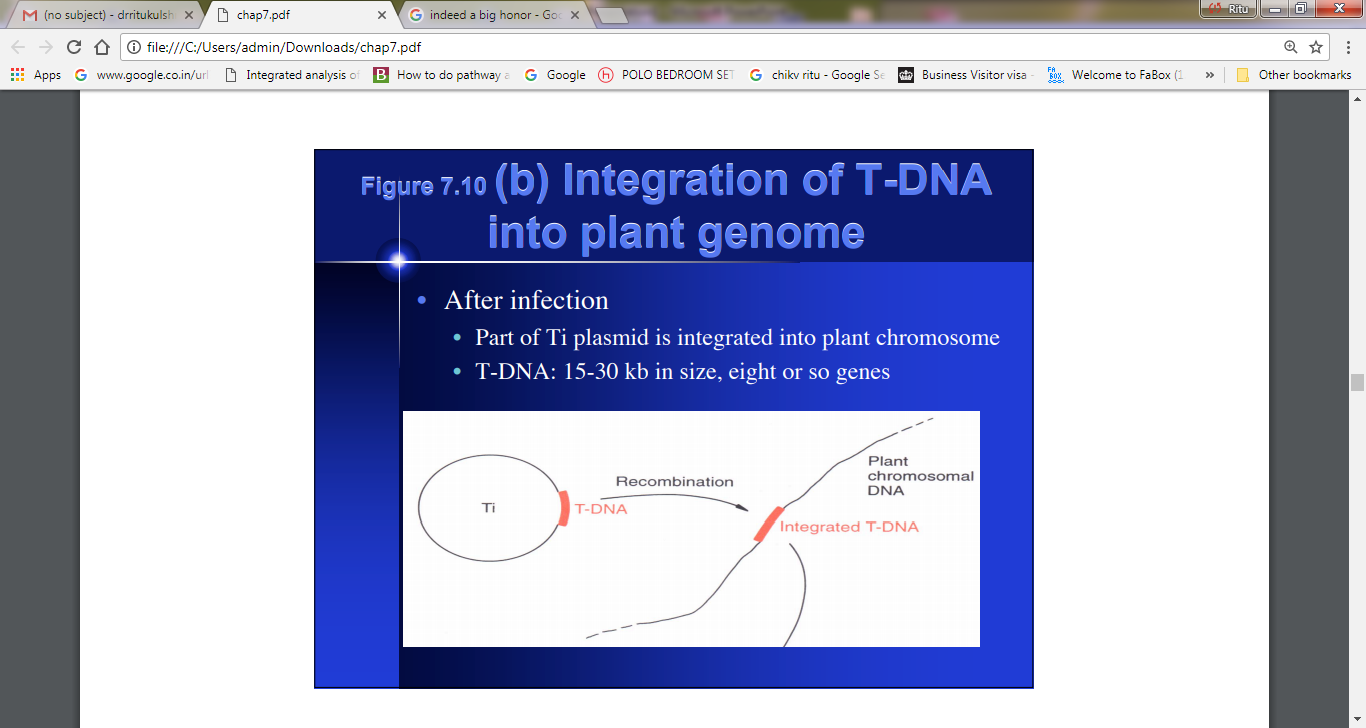 (no subject) - drritukulsh
chap7.pdf
indeed a big honor - Goo
Ritu
file:///C:/Users/admin/Downloads/chap7.pdf
Apps
www.google.co.in/url
Integrated analysis of
How to do pathway a
Google
POLO BEDROOM SET
chikv ritu - Google Se
Business Visitor visa -
Welcome to FaBox (1
»
Other bookmarks
Figure 7.10 (b) Integration of T-DNA
into plant genome
• After infection
• Part of Ti plasmid is integrated into plant chromosome
• T-DNA: 15-30 kb in size, eight or so genes
Ti
T-DNA
Recombination
Plant
chromosomal
DNA
Integrated T-DNA